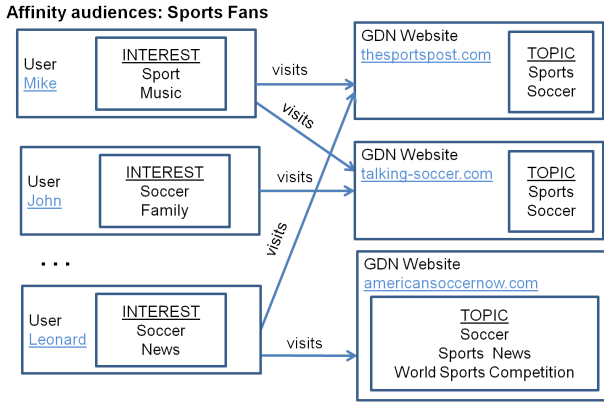 Affinity audiences: Sports Fans
User
Mike
INTEREST
Sport
Music
visits
visits
GDN Website
thesportspost.com
TOPIC
Sports
Soccer
User
John
INTEREST
Soccer
Family
visits
GDN Website
talking-soccer.com
TOPIC
Sports
Soccer
...
visits
User
Leonard
INTEREST
Soccer
News
visits
GDN Website
americansoccernow.com
TOPIC
Soccer
Sports News
World Sports Competition